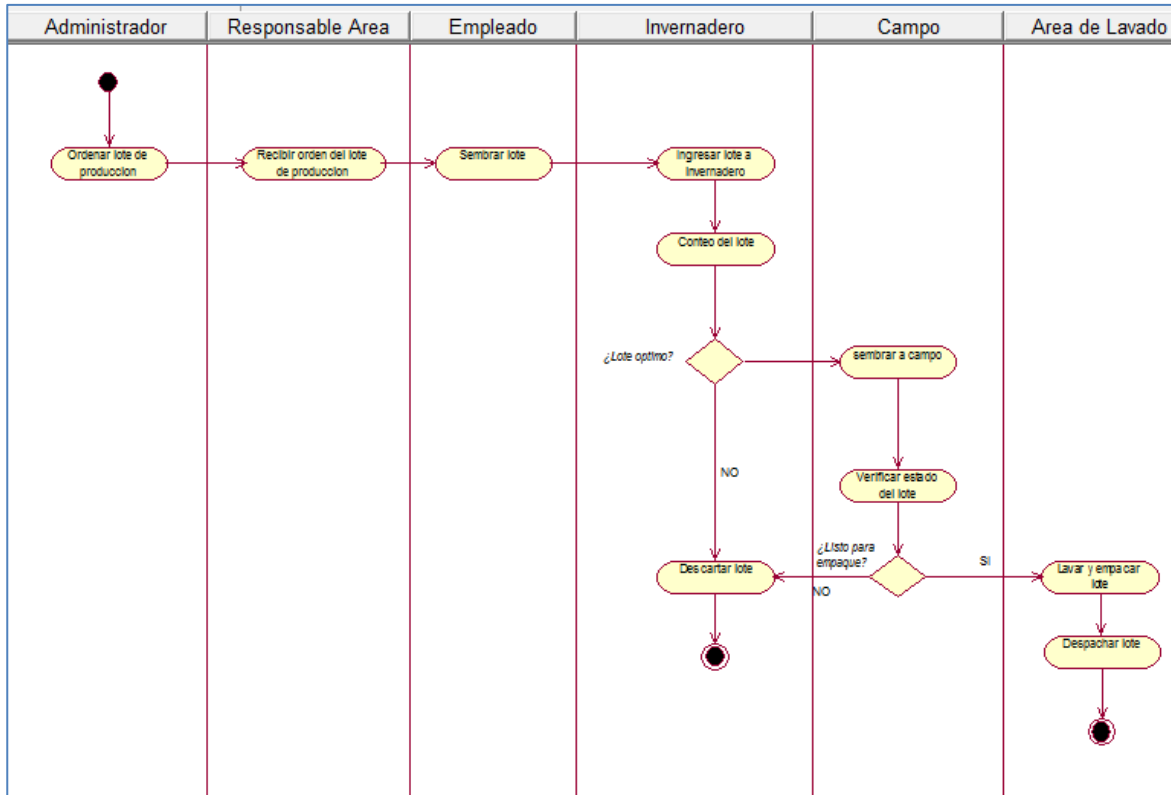 Administrador
Responsable Area
Empleado
Invernadero
Campo
Area de Lavado
Ordenar lote de
produccion
Recibir orden del lote
de produccion
Sembrar lote
Ingresar lote a
Invernadero
Conteo del lote
¿Lote optimo?
sembrar a campo
NO
Verificar estado
del lote
¿Listo para
empaque?
SI
NO
Descartar lote
Lavar y empacar
lote
Despachar lote